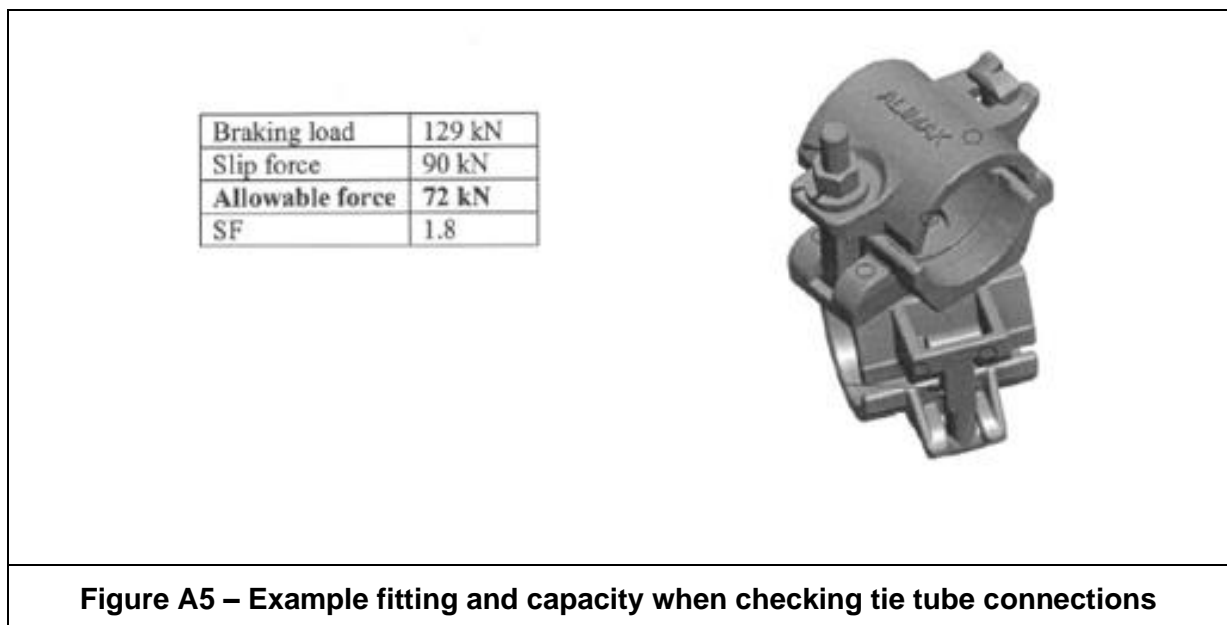 Braking load 129 kN
Slip force 90 kN
Allowable force 72 kN
SF 1.8
ALUMAX
Figure A5 – Example fitting and capacity when checking tie tube connections